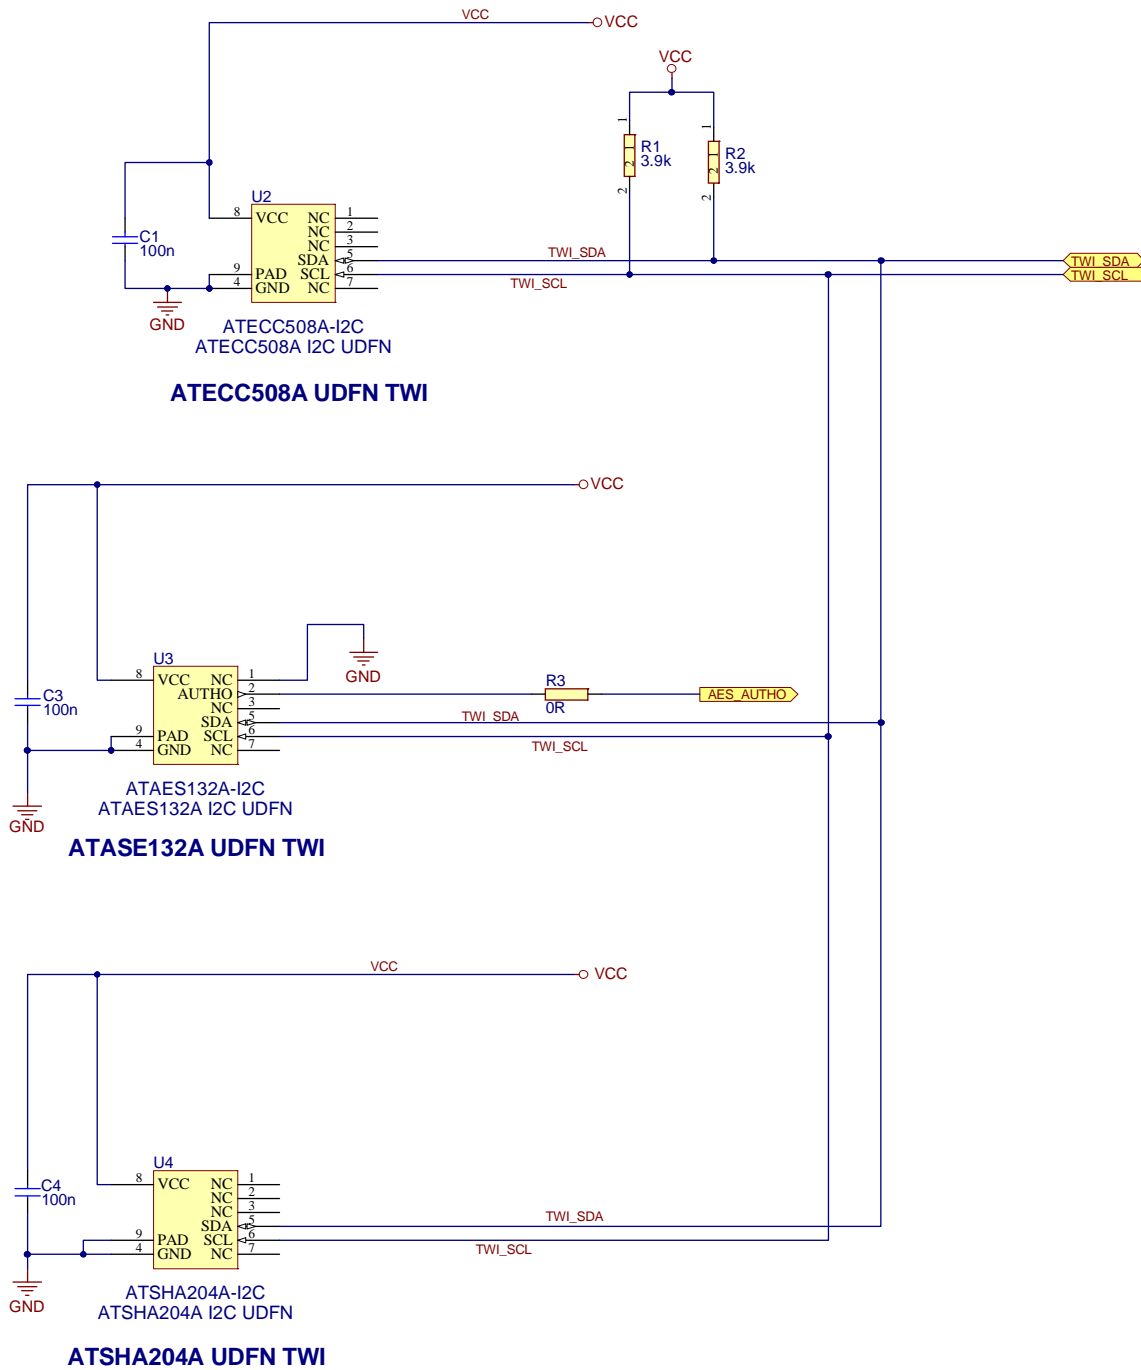 VCC
VCC
VCC
1
1
R1
3.9k
R2
3.9k
1
2
1
2
2
2
U2
8
VCC
NC
1
NC
2
NC
3
SDA
5
SCL
6
NC
7
9
PAD
4
GND
C1
100n
GND
TWI_SDA
TWI_SCL
TWI_SDA
TWI_SCL
ATECC508A-I2C
ATECC508A I2C UDFN
ATECC508A UDFN TWI
VCC
U3
8
VCC
NC
1
AUTHO
2
NC
3
SDA
5
SCL
6
NC
7
9
PAD
4
GND
C3
100n
GND
GND
R3
0R
AES_AUTHO
TWI_SDA
TWI_SCL
ATAES132A-I2C
ATAES132A I2C UDFN
ATASE132A UDFN TWI
VCC
VCC
U4
8
VCC
NC
1
NC
2
NC
3
SDA
5
SCL
6
NC
7
9
PAD
4
GND
C4
100n
GND
TWI_SDA
TWI_SCL
ATSHA204A-I2C
ATSHA204A I2C UDFN
ATSHA204A UDFN TWI